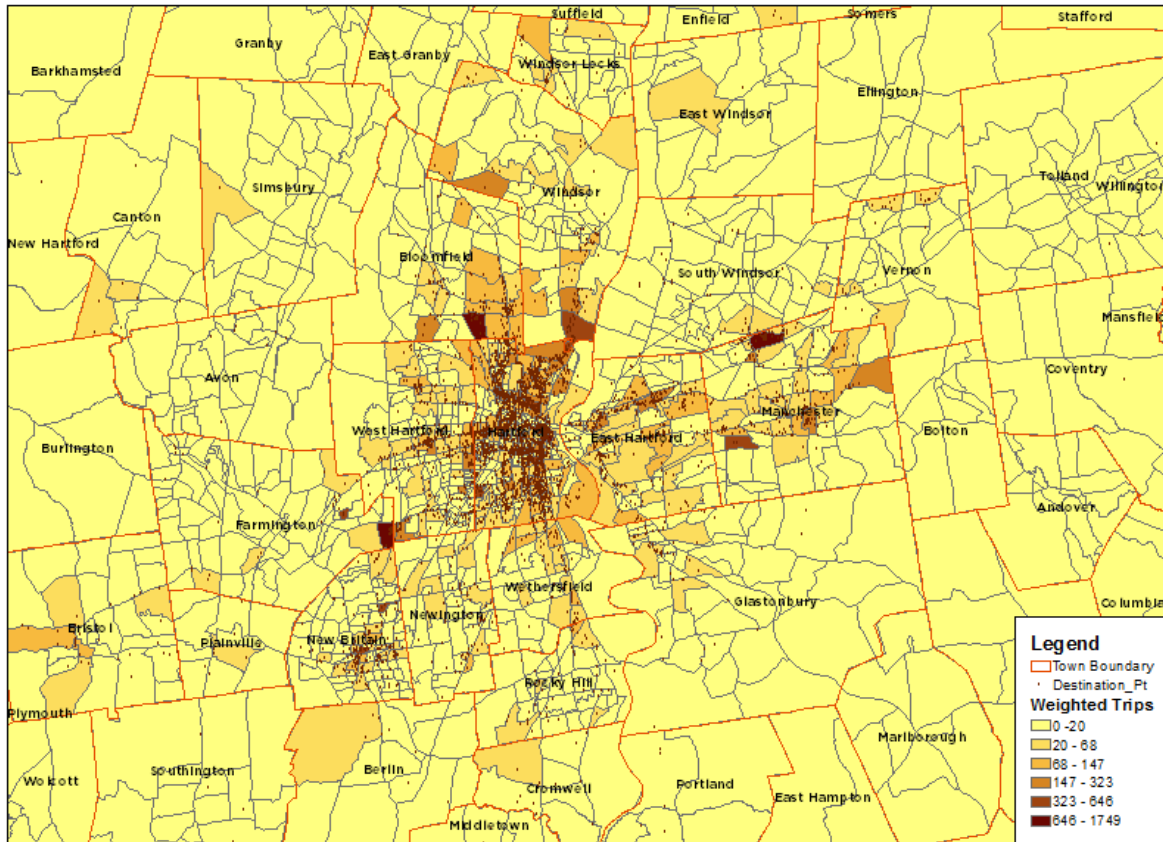 Suffield
Enfield
Somers
Stafford
Granby
East Granby
Barkhamsted
Windsor Locks
Ellington
East Windsor
Simsbury
Windsor
Tolland
Willington
Canton
New Hartford
Bloomfield
South Windsor
Vernon
Mansfield
Avon
Coventry
West Hartford
Hartford
East Hartford
Manchester
Bolton
Burlington
Farmington
Andover
Wethersfield
Glastonbury
Columbia
Newington
Bristol
Plainville
New Britain
Rocky Hill
Plymouth
Marlborough
Wolcott
Southington
Berlin
Cromwell
Portland
East Hampton
Middletown
Legend
Town Boundary
Destination_Pt
Weighted Trips
0 -20
20 - 68
68 - 147
147 - 323
323 - 646
646 - 1749